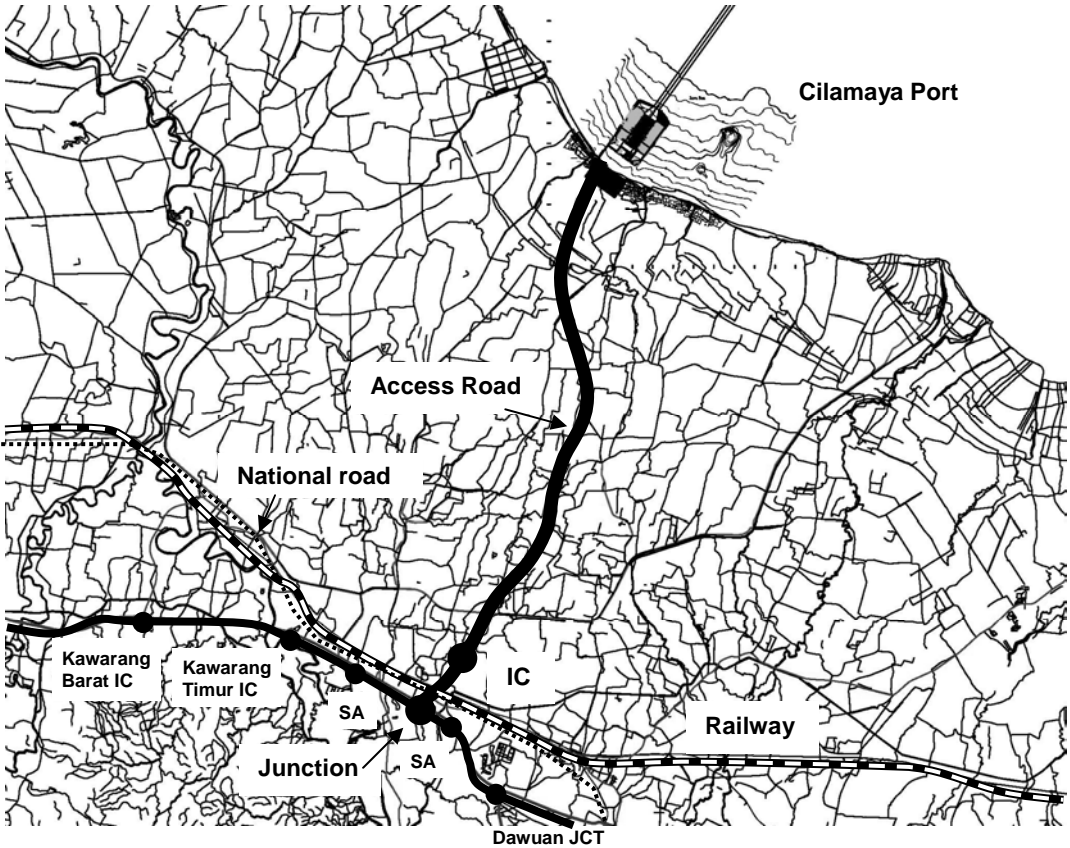 Cilamaya Port
Access Road
National road
Kawarang
Barat IC
Kawarang
Timur IC
IC
SA
Railway
Junction
SA
Dawuan JCT